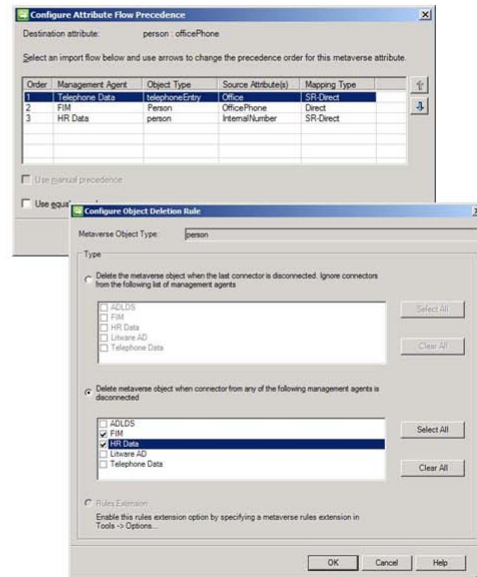 Configure Attribute Flow Precedence
Destination attribute: person : officePhone
Select an import flow below and use arrows to change the precedence order for this metaverse attribute.
Order Management Agent Object Type Source Attribute(s) Mapping Type
1 Telephone Data telephoneEntry Office SR-Direct
2 FIM Person OfficePhone Direct
3 HR Data person InternalNumber SR-Direct
Use manual precedence
Use equal
Configure Object Deletion Rule
Metaverse Object Type: person
Type
Delete the metaverse object when the last connector is disconnected. Ignore connectors
from the following list of management agents
ADLDS
FIM
HR Data
Litware AD
Telephone Data
Select All
Clear All
Delete metaverse object when connector from any of the following management agents is
disconnected
ADLDS
FIM
HR Data
Litware AD
Telephone Data
Select All
Clear All
Rules Extension
Enable this rules extension option by specifying a metaverse rules extension in
Tools -> Options...
OK Cancel Help